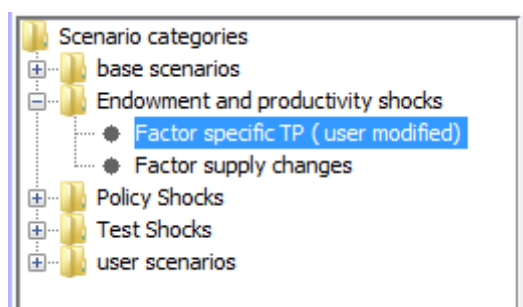 Scenario categories
base scenarios
Endowment and productivity shocks
Factor specific TP ( user modified)
Factor supply changes
Policy Shocks
Test Shocks
user scenarios